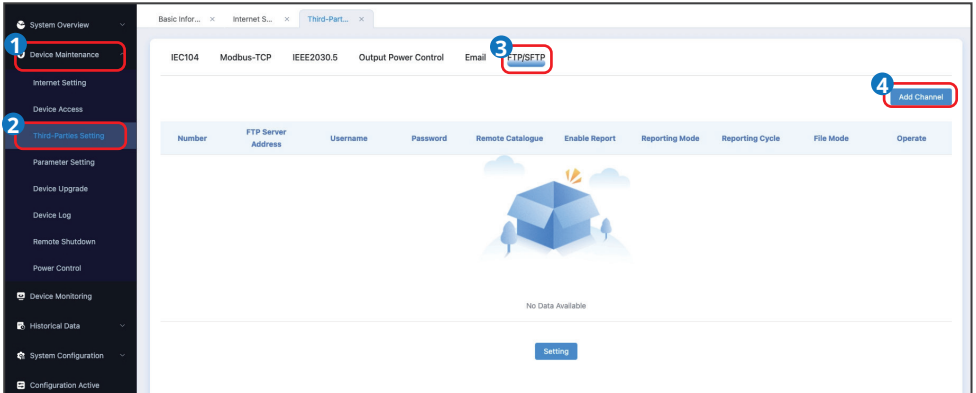 System Overview
1
Device Maintenance
Internet Setting
Device Access
2
Third-Parties Setting
Parameter Setting
Device Upgrade
Device Log
Remote Shutdown
Power Control
Device Monitoring
Historical Data
System Configuration
Configuration Active
Basic Infor... × Internet S... × Third-Part... ×
3
IEC104 Modbus-TCP IEEE2030.5 Output Power Control Email FTP/SFTP
4
Add Channel
Number FTP Server Address Username Password Remote Catalogue Enable Report Reporting Mode Reporting Cycle File Mode Operate
No Data Available
Setting